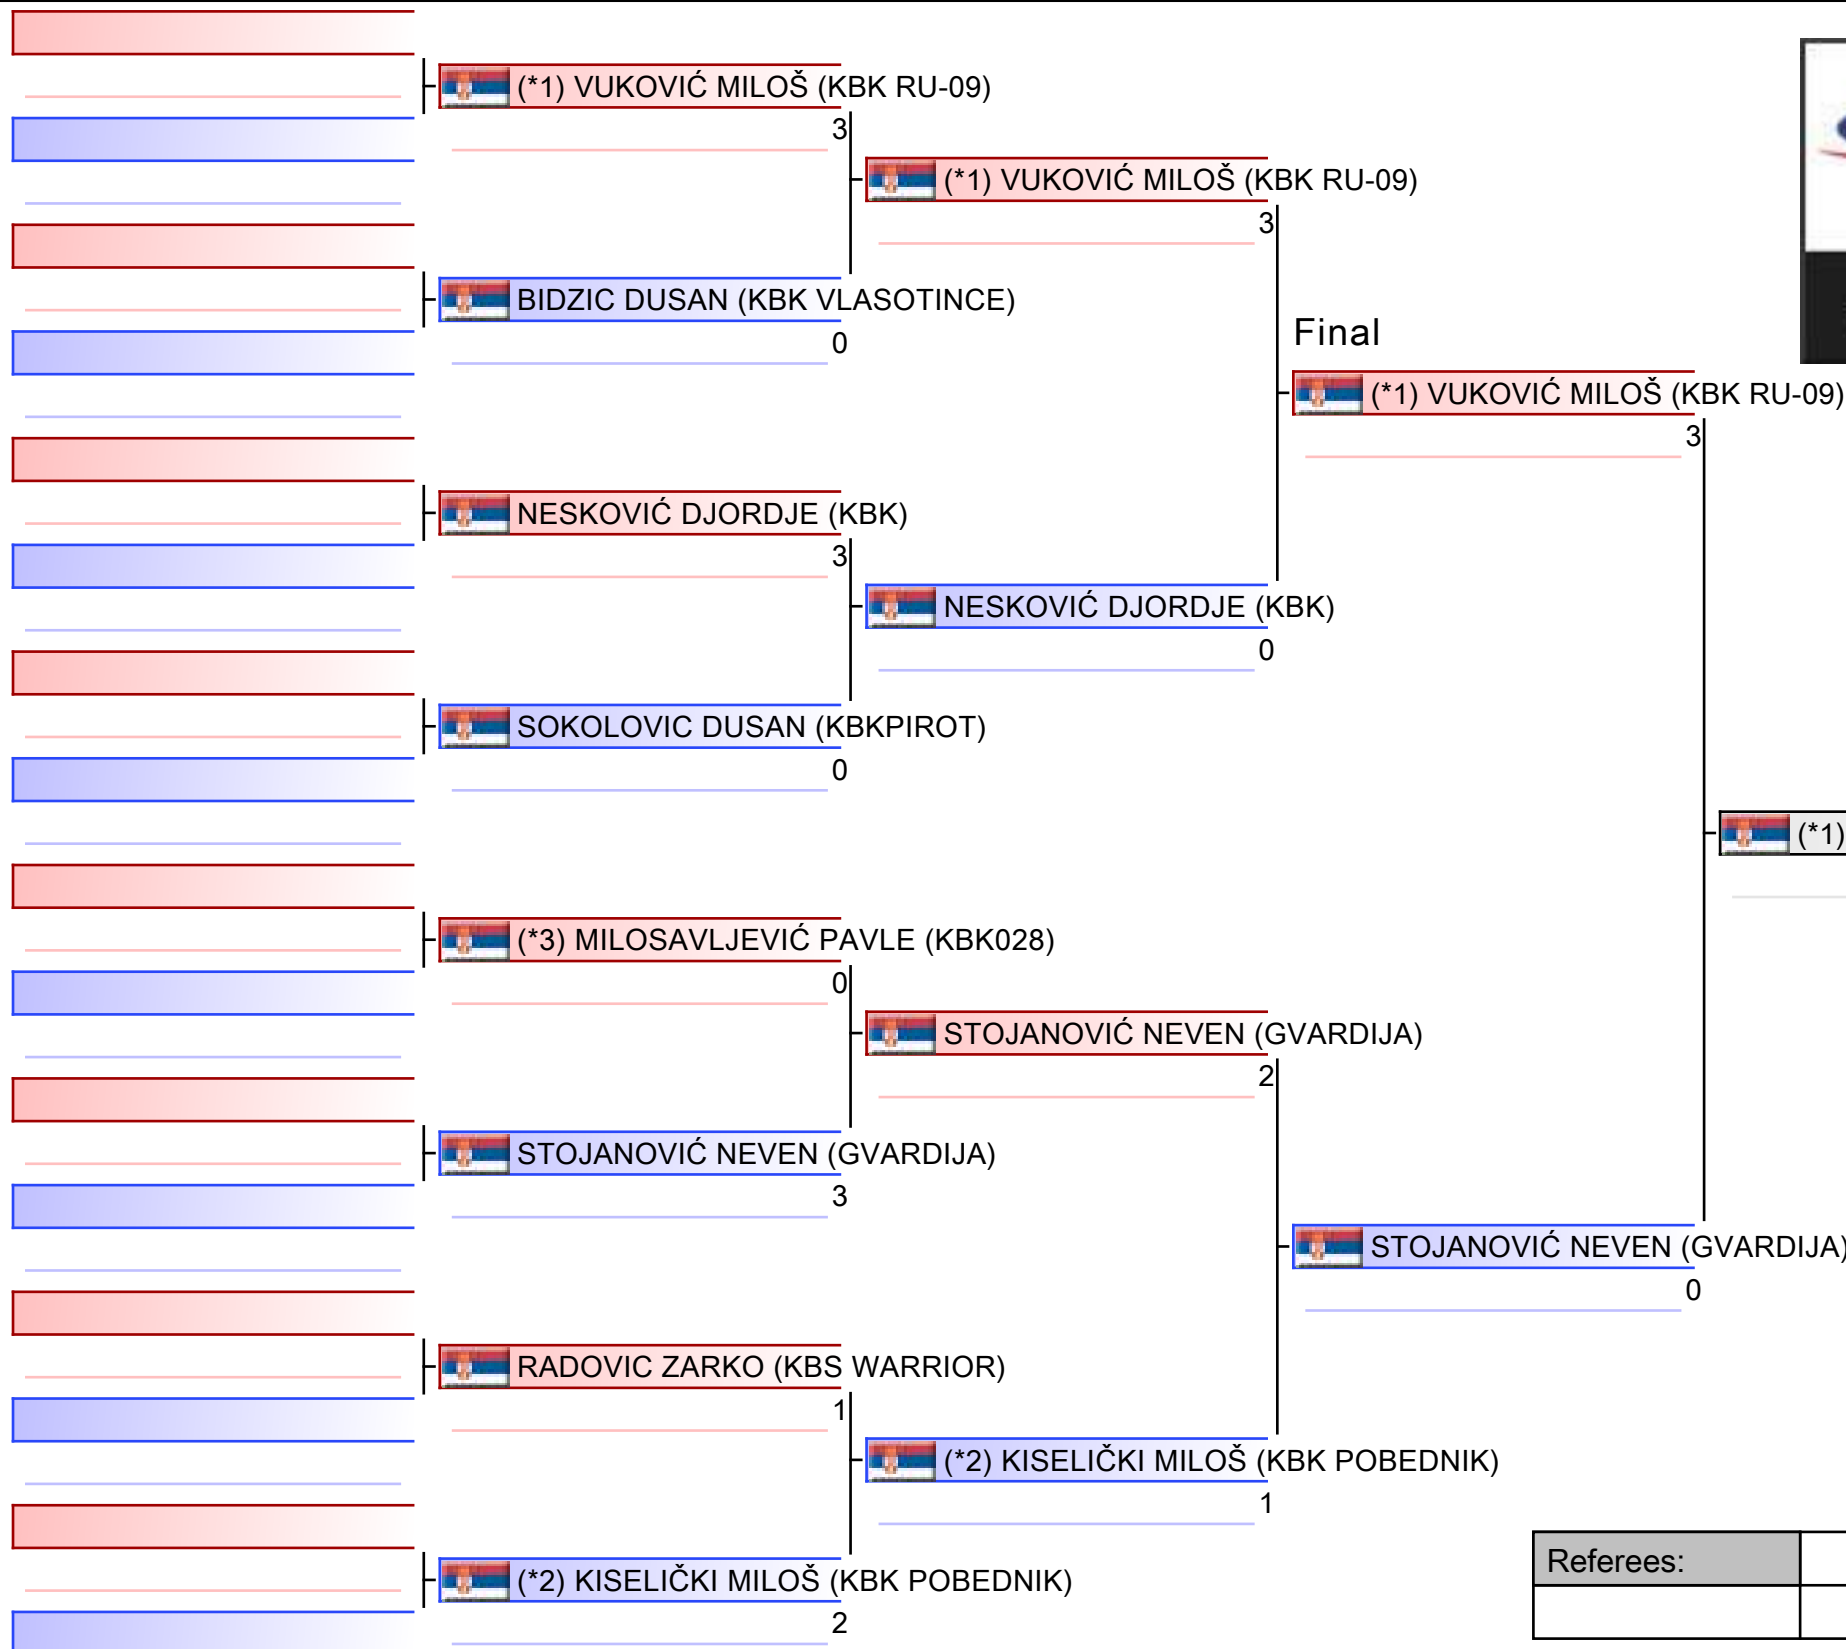 (*1) VUKOVIĆ MILOŠ (KBK RU-09)
3
BIDZIC DUSAN (KBK VLASOTINCE)
0
NESKOVIĆ DJORDJE (KBK)
3
SOKOLOVIC DUSAN (KBKPIROT)
0
(*3) MILOSAVLJEVIĆ PAVLE (KBK028)
0
STOJANOVIĆ NEVEN (GVARDIJA)
3
RADOVIC ZARKO (KBS WARRIOR)
1
(*2) KISELIČKI MILOŠ (KBK POBEDNIK)
2
(*1) VUKOVIĆ MILOŠ (KBK RU-09)
3
NESKOVIĆ DJORDJE (KBK)
0
STOJANOVIĆ NEVEN (GVARDIJA)
2
(*2) KISELIČKI MILOŠ (KBK POBEDNIK)
1
Final
(*1) VUKOVIĆ MILOŠ (KBK RU-09)
3
STOJANOVIĆ NEVEN (GVARDIJA)
0
(*1)
Referees: